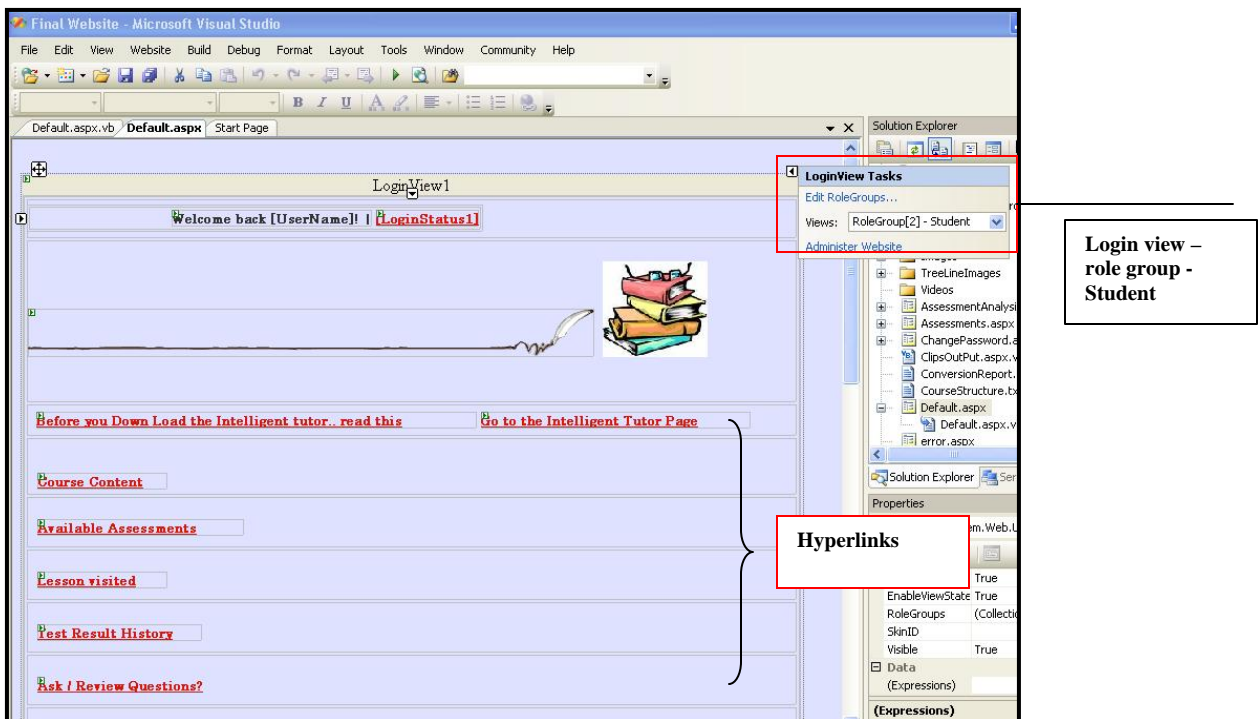 Final Website - Microsoft Visual Studio
File Edit View Website Build Debug Format Layout Tools Window Community Help
B I U A
Default.aspx.vb Default.aspx Start Page
Solution Explorer
LoginView1
LoginView Tasks
Edit RoleGroups...
Views: RoleGroup[2] - Student
Administer Website
Welcome back [UserName]! | [LoginStatus1]
Login view –
role group -
Student
TreeLineImages
Videos
AssessmentAnalysi
Assessments.aspx
ChangePassword.a
ClipsOutPut.aspx.v
ConversionReport.
CourseStructure.tx
Default.aspx
Default.aspx.v
error.aspx
Before you Down Load the Intelligent tutor.. read this
Go to the Intelligent Tutor Page
Course Content
Available Assessments
Lesson visited
Test Result History
Ask / Review Questions?
Hyperlinks
Solution Explorer Ser
Properties
em.Web.U
True
EnableViewState True
RoleGroups (Collectio
SkinID
Visible True
Data
(Expressions)
(Expressions)